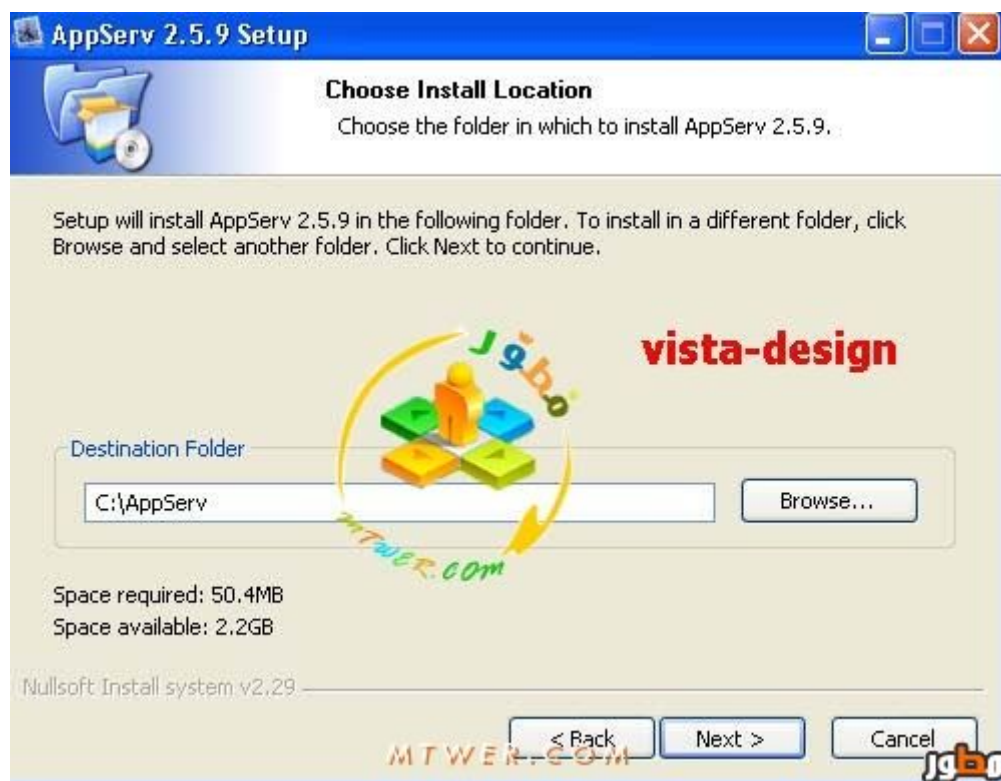 AppServ 2.5.9 Setup
Choose Install Location
Choose the folder in which to install AppServ 2.5.9.
Setup will install AppServ 2.5.9 in the following folder. To install in a different folder, click
Browse and select another folder. Click Next to continue.
مطور
vista-design
Destination Folder
C:\AppServ
Browse...
MTWER.COM
Space required: 50.4MB
Space available: 2.2GB
Nullsoft Install system v2.29
< Back
Next >
Cancel
MTWER.COM
مطور